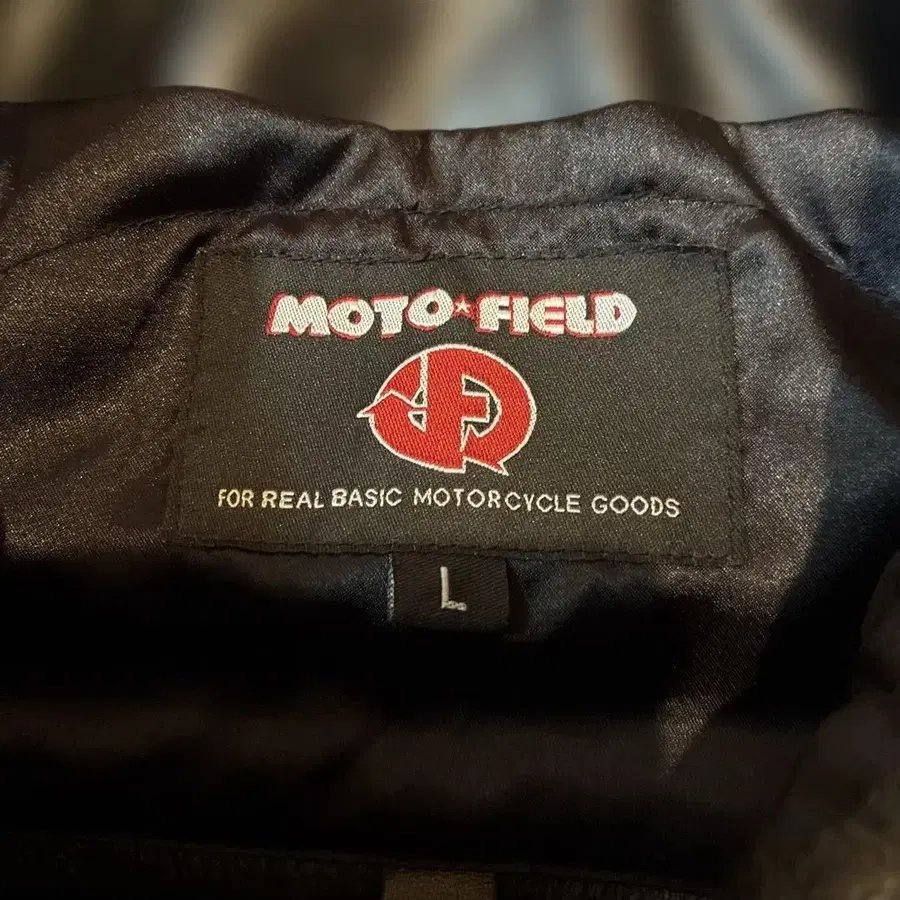 MOTO★FIELD
FOR REAL BASIC MOTORCYCLE GOODS
L